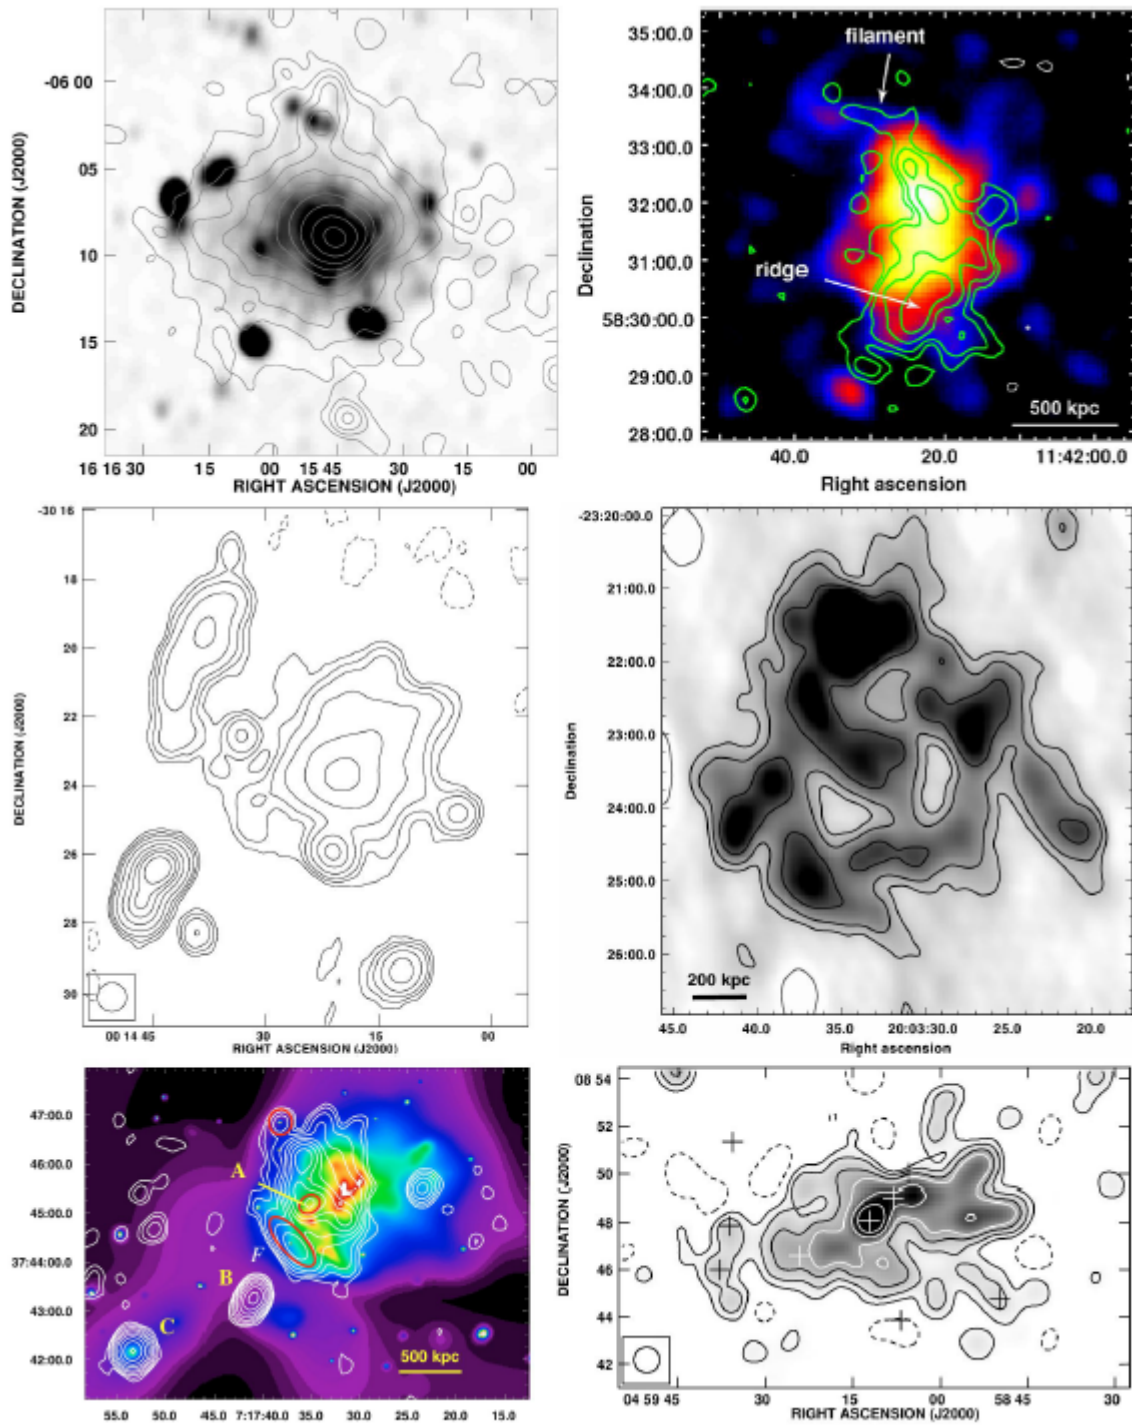 -06 00
05
10
15
20
DECLINATION (J2000)
16 16 30 15 00 15 45 30 15 00
RIGHT ASCENSION (J2000)
filament
ridge
500 kpc
35:00.0
34:00.0
33:00.0
32:00.0
31:00.0
58:30:00.0
29:00.0
28:00.0
Declination
40.0 20.0 11:42:00.0
Right ascension
-30 16
18
20
22
24
26
28
30
DECLINATION (J2000)
00 14 45 30 15 00
RIGHT ASCENSION (J2000)
-23:20:00.0
21:00.0
22:00.0
23:00.0
24:00.0
25:00.0
26:00.0
Declination
200 kpc
45.0 40.0 35.0 20:03:30.0 25.0 20.0
Right ascension
47:00.0
46:00.0
45:00.0
37:44:00.0
43:00.0
42:00.0
A
F
B
C
500 kpc
55.0 50.0 45.0 7:17:40.0 35.0 30.0 25.0 20.0 15.0
08 54
52
50
48
46
44
42
DECLINATION (J2000)
04 59 45 30 15 00 58 45 30
RIGHT ASCENSION (J2000)